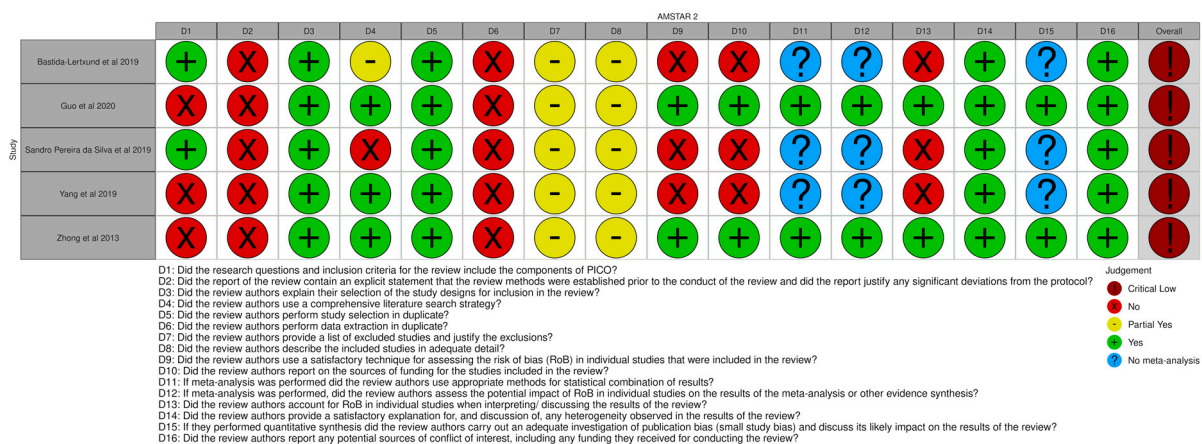 AMSTAR 2
D1 D2 D3 D4 D5 D6 D7 D8 D9 D10 D11 D12 D13 D14 D15 D16 Overall
Study
Bastida-Lertxund et al 2019 + X + - + X - - X X ? ? X + ? + !
Guo et al 2020 X X + + + X - - + + + + + + + + !
Sandro Pereira da Silva et al 2019 + X + X + X - - X X ? ? X + ? + !
Yang et al 2019 X X + + + X - - X X ? ? X + ? + !
Zhong et al 2013 X X + + + X - - + + + + + + + + !
D1: Did the research questions and inclusion criteria for the review include the components of PICO?
D2: Did the report of the review contain an explicit statement that the review methods were established prior to the conduct of the review and did the report justify any significant deviations from the protocol?
D3: Did the review authors explain their selection of the study designs for inclusion in the review?
D4: Did the review authors use a comprehensive literature search strategy?
D5: Did the review authors perform study selection in duplicate?
D6: Did the review authors perform data extraction in duplicate?
D7: Did the review authors provide a list of excluded studies and justify the exclusions?
D8: Did the review authors describe the included studies in adequate detail?
D9: Did the review authors use a satisfactory technique for assessing the risk of bias (RoB) in individual studies that were included in the review?
D10: Did the review authors report on the sources of funding for the studies included in the review?
D11: If meta-analysis was performed did the review authors use appropriate methods for statistical combination of results?
D12: If meta-analysis was performed, did the review authors assess the potential impact of RoB in individual studies on the results of the meta-analysis or other evidence synthesis?
D13: Did the review authors account for RoB in individual studies when interpreting/ discussing the results of the review?
D14: Did the review authors provide a satisfactory explanation for, and discussion of, any heterogeneity observed in the results of the review?
D15: If they performed quantitative synthesis did the review authors carry out an adequate investigation of publication bias (small study bias) and discuss its likely impact on the results of the review?
D16: Did the review authors report any potential sources of conflict of interest, including any funding they received for conducting the review?
Judgement
! Critical Low
X No
- Partial Yes
+ Yes
? No meta-analysis